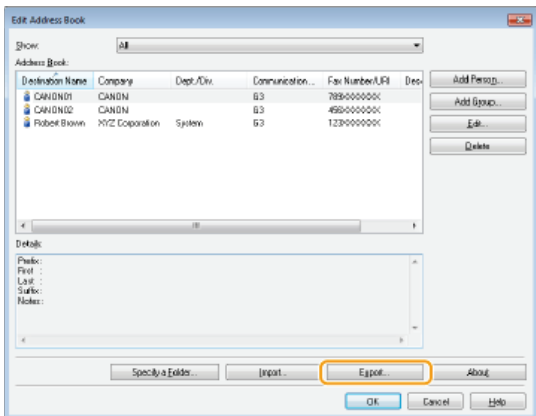 Edit Address Book
Show: All
Address Book:
Destination Name Company Dept./Div. Communication... Fax Number/URI Des
CANON01 CANON G3 789XXXXXXX
CANON02 CANON G3 456XXXXXXX
Robert Brown XYZ Corporation System G3 123XXXXXXX
Add Person...
Add Group...
Edit...
Delete
Details:
Prefix:
First :
Last :
Suffix:
Notes:
Specify a Folder... Import... Export... About
OK Cancel Help